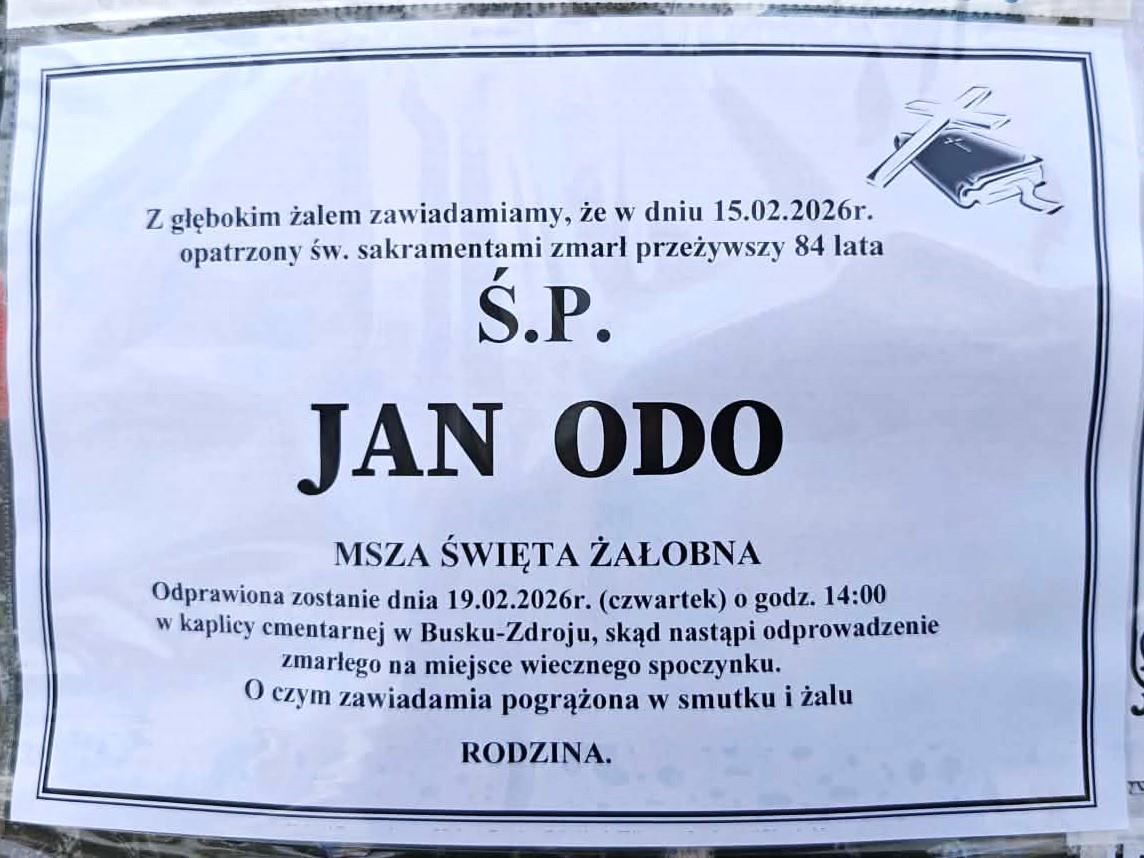 Z głębokim żalem zawiadamiamy, że w dniu 15.02.2026r.
opatrzony św. sakramentami zmarł przeżywszy 84 lata
Ś.P.
JAN ODO
MSZA ŚWIĘTA ŻAŁOBNA
Odprawiona zostanie dnia 19.02.2026r. (czwartek) o godz. 14:00
w kaplicy cmentarnej w Busku-Zdroju, skąd nastąpi odprowadzenie
zmarłego na miejsce wiecznego spoczynku.
O czym zawiadamia pogrążona w smutku i żalu
RODZINA.